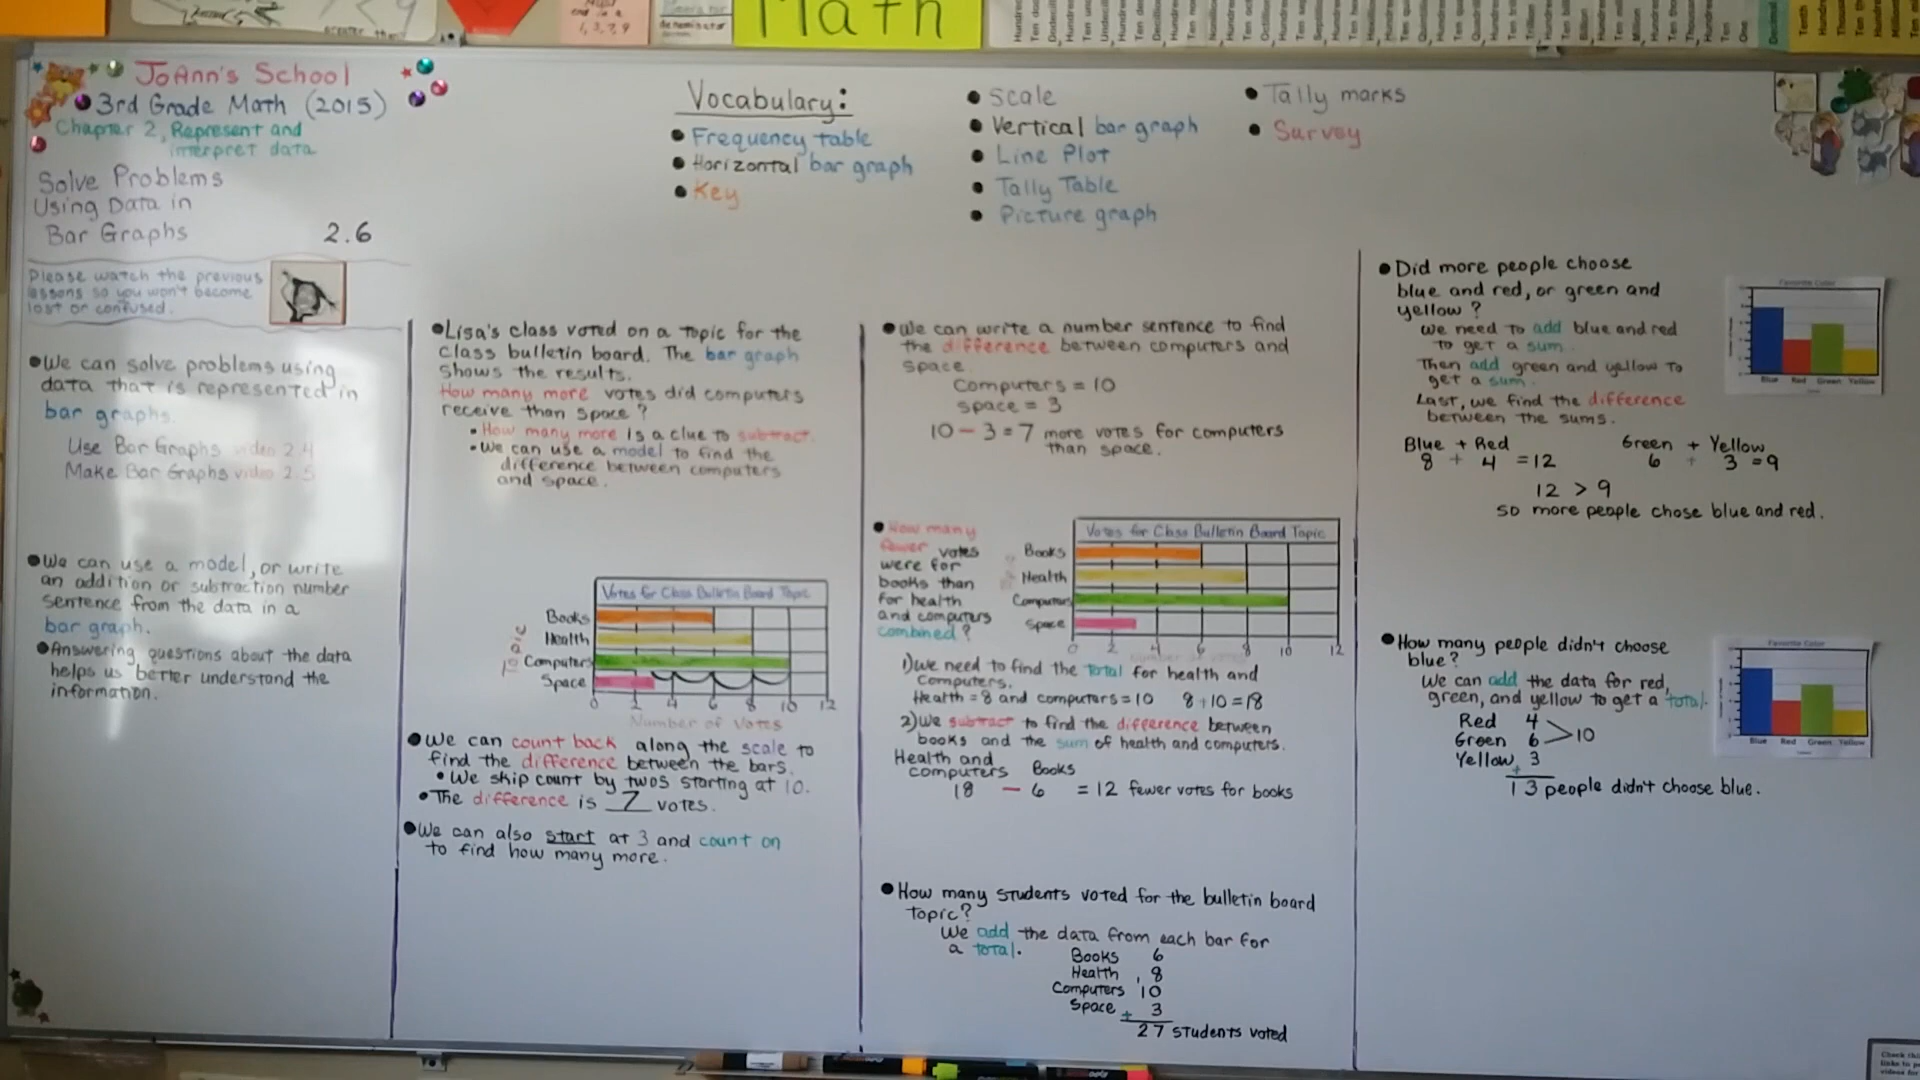 Math
JoAnn's School
3rd Grade Math (2015)
Chapter 2, Represent and
interpret data
Solve Problems
Using Data in
Bar Graphs 2.6
Please watch the previous
lessons so you won't become
lost or confused.
Vocabulary:
• Frequency table
• Horizontal bar graph
• Key
• Scale
• Vertical bar graph
• Line Plot
• Tally Table
• Picture graph
• Tally marks
• Survey
• We can solve problems using
data that is represented in
bar graphs.
Use Bar Graphs video 2.4
Make Bar Graphs video 2.5
• We can use a model, or write
an addition or subtraction number
sentence from the data in a
bar graph.
• Answering questions about the data
helps us better understand the
information.
• Lisa's class voted on a topic for the
class bulletin board. The bar graph
shows the results.
How many more votes did computers
receive than space?
• How many more is a clue to subtract.
• We can use a model to find the
difference between computers
and space.
Votes for Class Bulletin Board Topic
Topic
Books
Health
Computers
Space
0 2 4 6 8 10 12
Number of Votes
• We can count back along the scale to
find the difference between the bars.
• We skip count by twos starting at 10.
• The difference is 7 votes.
• We can also start at 3 and count on
to find how many more.
• We can write a number sentence to find
the difference between computers and
space.
Computers = 10
space = 3
10 - 3 = 7 more votes for computers
than space.
• How many
fewer votes
were for
books than
for health
and computers
combined?
Votes for Class Bulletin Board Topic
Books
Health
Computers
Space
0 2 4 6 8 10 12
Number of Votes
1) We need to find the total for health and
computers.
Health = 8 and computers = 10 8 + 10 = 18
2) We subtract to find the difference between
books and the sum of health and computers.
Health and
computers Books
18 - 6 = 12 fewer votes for books
• How many students voted for the bulletin board
topic?
We add the data from each bar for
a total.
Books 6
Health 8
Computers 10
Space + 3
27 students voted
• Did more people choose
blue and red, or green and
yellow?
We need to add blue and red
to get a sum.
Then add green and yellow to
get a sum.
Last, we find the difference
between the sums.
Blue + Red
8 + 4 = 12
Green + Yellow
6 + 3 = 9
12 > 9
so more people chose blue and red.
Favorite Color
Blue Red Green Yellow
• How many people didn't choose
blue?
We can add the data for red,
green, and yellow to get a total.
Red 4
Green 6 >10
Yellow + 3
13 people didn't choose blue.
Favorite Color
Blue Red Green Yellow